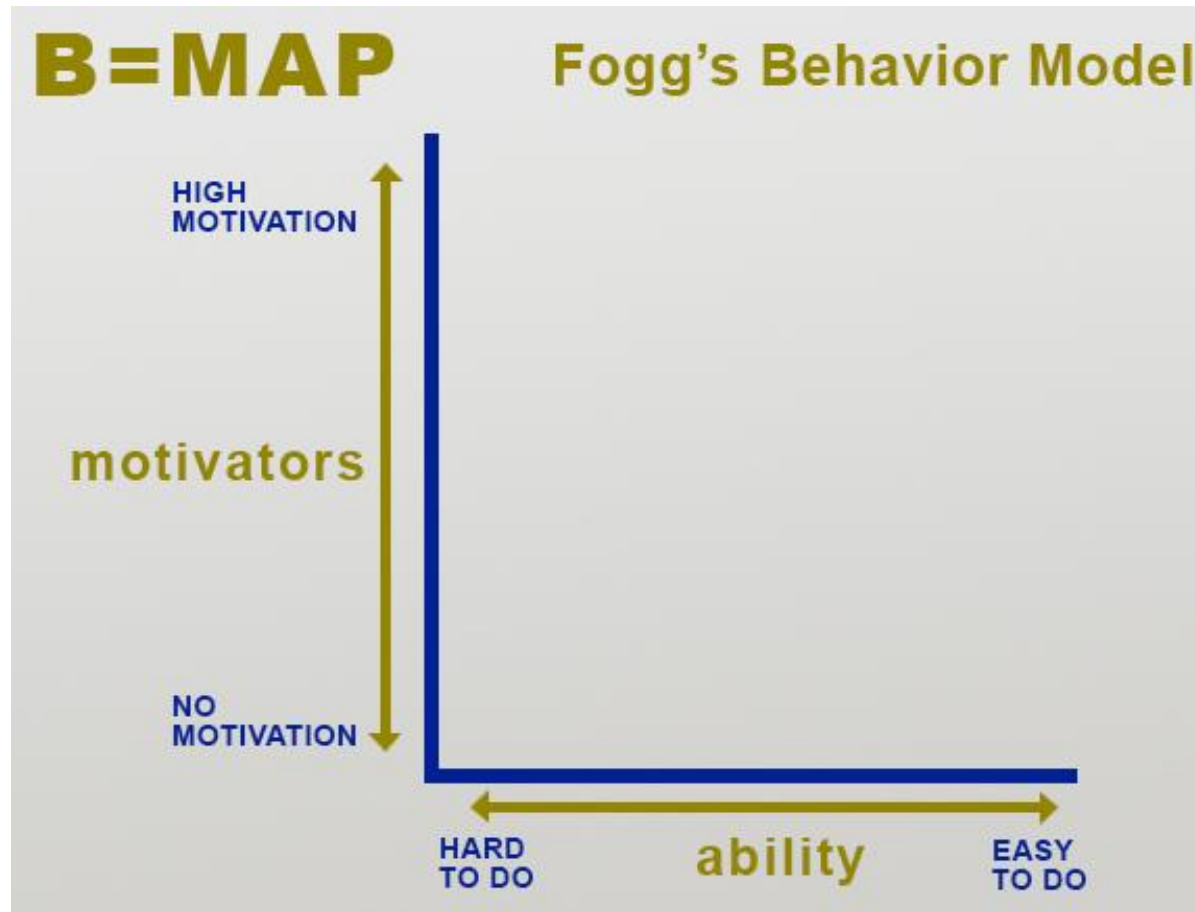 B=MAP
Fogg's Behavior Model
HIGH
MOTIVATION
motivators
NO
MOTIVATION
HARD
TO DO
ability
EASY
TO DO